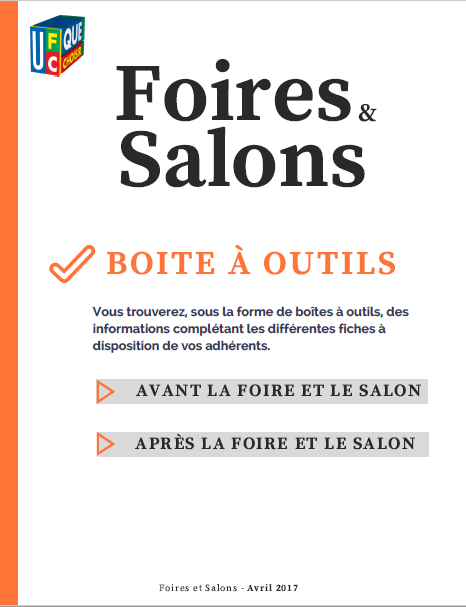 UFC QUE
CHOISIR
Foires &
Salons
BOITE À OUTILS
Vous trouverez, sous la forme de boîtes à outils, des
informations complétant les différentes fiches à
disposition de vos adhérents.
AVANT LA FOIRE ET LE SALON
APRÈS LA FOIRE ET LE SALON
Foires et Salons - Avril 2017